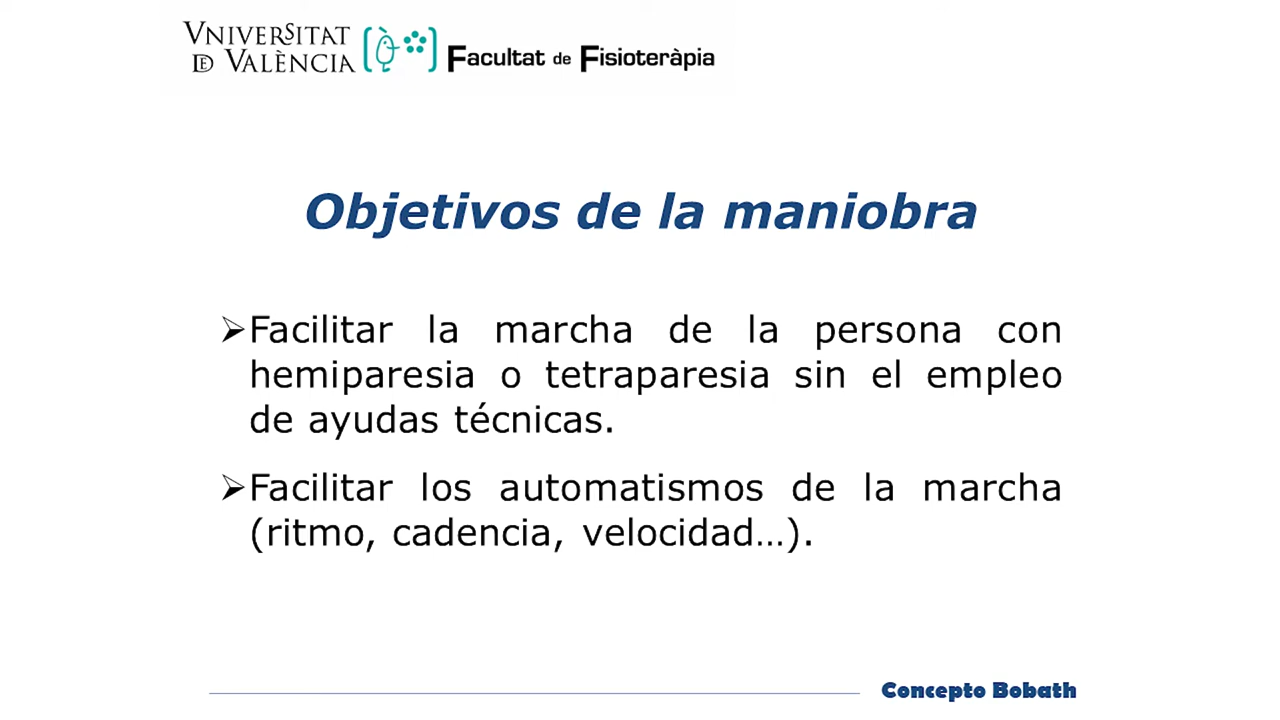 VNIVERSITAT
DE VALÈNCIA
Facultat de Fisioteràpia
Objetivos de la maniobra
➢Facilitar la marcha de la persona con
hemiparesia o tetraparesia sin el empleo
de ayudas técnicas.
➢Facilitar los automatismos de la marcha
(ritmo, cadencia, velocidad…).
Concepto Bobath